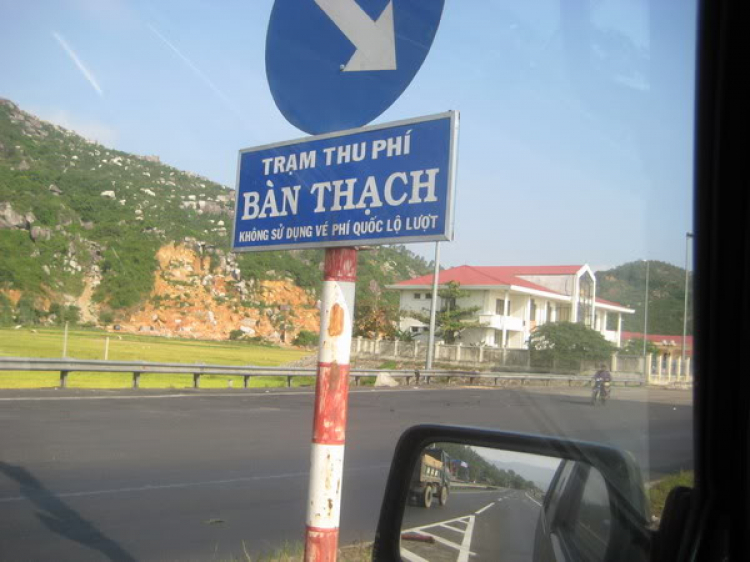 TRẠM THU PHÍ
BÀN THẠCH
KHÔNG SỬ DỤNG VÉ PHÍ QUỐC LỘ LƯỢT